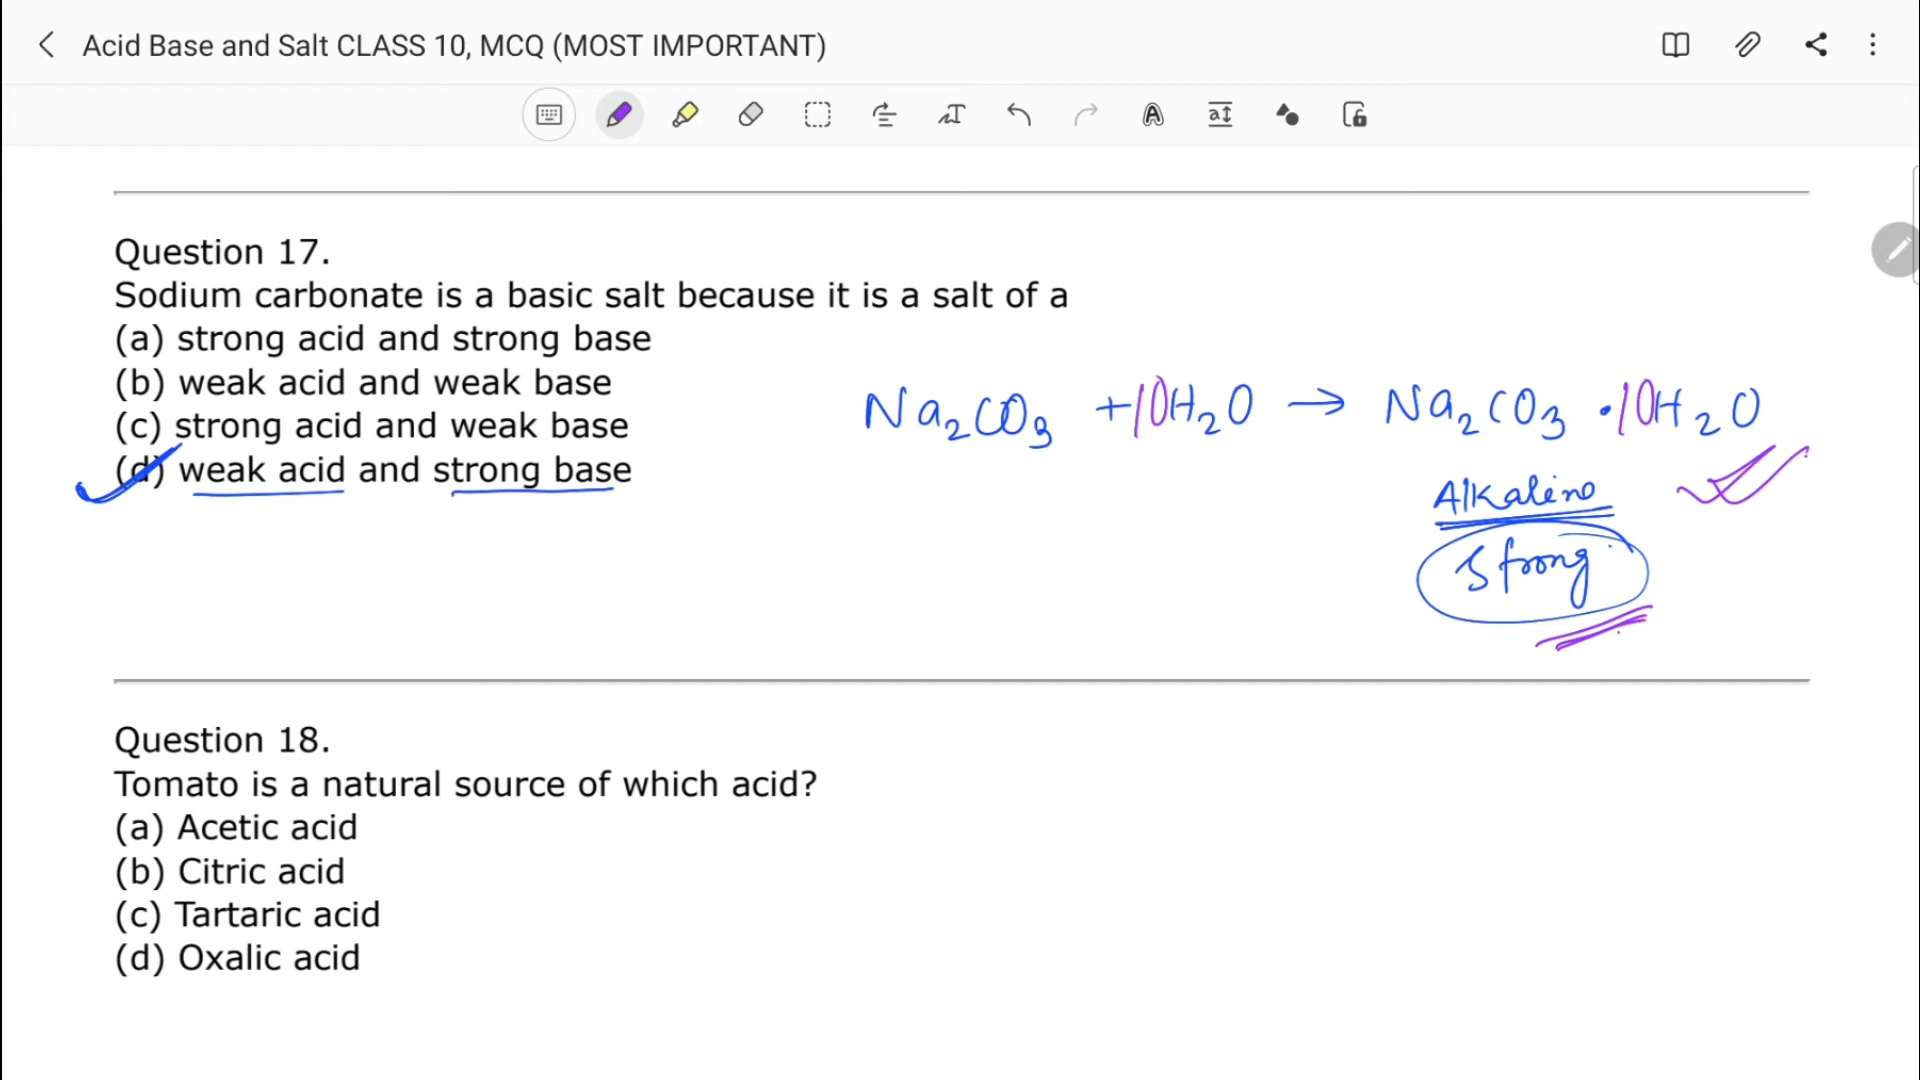 Acid Base and Salt CLASS 10, MCQ (MOST IMPORTANT)
Question 17.
Sodium carbonate is a basic salt because it is a salt of a
(a) strong acid and strong base
(b) weak acid and weak base
(c) strong acid and weak base
(d) weak acid and strong base
Na₂CO₃ +10H₂O → Na₂CO₃ ·10H₂O
Alkaline
Strong
Question 18.
Tomato is a natural source of which acid?
(a) Acetic acid
(b) Citric acid
(c) Tartaric acid
(d) Oxalic acid